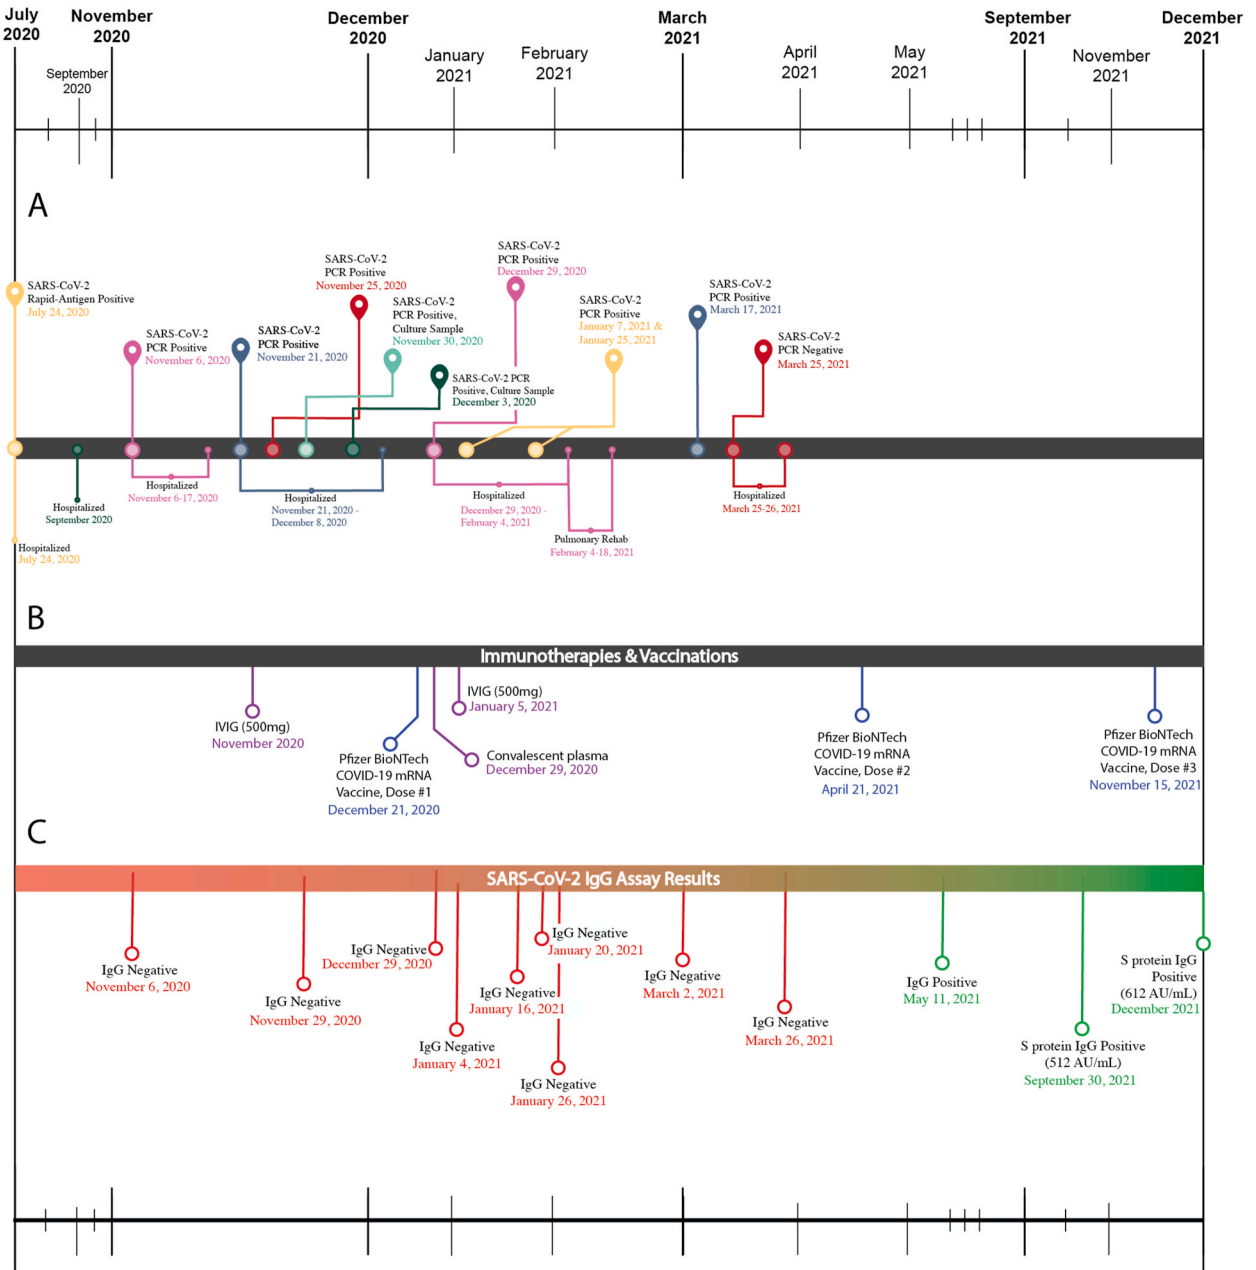 July
2020
November
2020
December
2020
March
2021
September
2021
December
2021
September
2020
January
2021
February
2021
April
2021
May
2021
November
2021
A
SARS-CoV-2
Rapid-Antigen Positive
July 24, 2020
SARS-CoV-2
PCR Positive
November 6, 2020
SARS-CoV-2
PCR Positive
November 21, 2020
SARS-CoV-2
PCR Positive
November 25, 2020
SARS-CoV-2
PCR Positive,
Culture Sample
November 30, 2020
SARS-CoV-2 PCR
Positive, Culture Sample
December 3, 2020
SARS-CoV-2
PCR Positive
December 29, 2020
SARS-CoV-2
PCR Positive
January 7, 2021 &
January 25, 2021
SARS-CoV-2
PCR Positive
March 17, 2021
SARS-CoV-2
PCR Negative
March 25, 2021
Hospitalized
July 24, 2020
Hospitalized
September 2020
Hospitalized
November 6-17, 2020
Hospitalized
November 21, 2020 -
December 8, 2020
Hospitalized
December 29, 2020 -
February 4, 2021
Pulmonary Rehab
February 4-18, 2021
Hospitalized
March 25-26, 2021
B
Immunotherapies & Vaccinations
IVIG (500mg)
November 2020
Pfizer BioNTech
COVID-19 mRNA
Vaccine, Dose #1
December 21, 2020
IVIG (500mg)
January 5, 2021
Convalescent plasma
December 29, 2020
Pfizer BioNTech
COVID-19 mRNA
Vaccine, Dose #2
April 21, 2021
Pfizer BioNTech
COVID-19 mRNA
Vaccine, Dose #3
November 15, 2021
C
SARS-CoV-2 IgG Assay Results
IgG Negative
November 6, 2020
IgG Negative
November 29, 2020
IgG Negative
December 29, 2020
IgG Negative
January 4, 2021
IgG Negative
January 16, 2021
IgG Negative
January 20, 2021
IgG Negative
January 26, 2021
IgG Negative
March 2, 2021
IgG Negative
March 26, 2021
IgG Positive
May 11, 2021
S protein IgG Positive
(512 AU/mL)
September 30, 2021
S protein IgG
Positive
(612 AU/mL)
December 2021